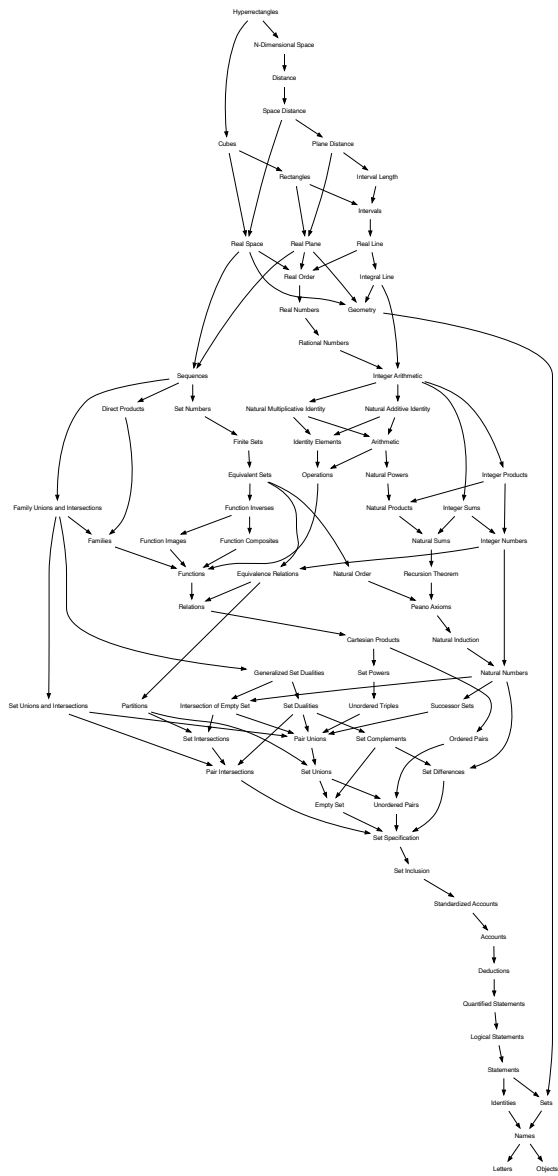 Hyperrectangles
N-Dimensional Space
Distance
Space Distance
Cubes
Plane Distance
Rectangles
Interval Length
Intervals
Real Space
Real Plane
Real Line
Real Order
Integral Line
Real Numbers
Geometry
Rational Numbers
Sequences
Integer Arithmetic
Direct Products
Set Numbers
Natural Multiplicative Identity
Natural Additive Identity
Finite Sets
Identity Elements
Arithmetic
Equivalent Sets
Operations
Natural Powers
Integer Products
Family Unions and Intersections
Function Inverses
Natural Products
Integer Sums
Families
Function Images
Function Composites
Natural Sums
Integer Numbers
Functions
Equivalence Relations
Natural Order
Recursion Theorem
Relations
Peano Axioms
Cartesian Products
Natural Induction
Generalized Set Dualities
Set Powers
Natural Numbers
Set Unions and Intersections
Partitions
Intersection of Empty Set
Set Dualities
Unordered Triples
Successor Sets
Set Intersections
Pair Unions
Set Complements
Ordered Pairs
Pair Intersections
Set Unions
Set Differences
Empty Set
Unordered Pairs
Set Specification
Set Inclusion
Standardized Accounts
Accounts
Deductions
Quantified Statements
Logical Statements
Statements
Identities
Sets
Names
Letters
Objects